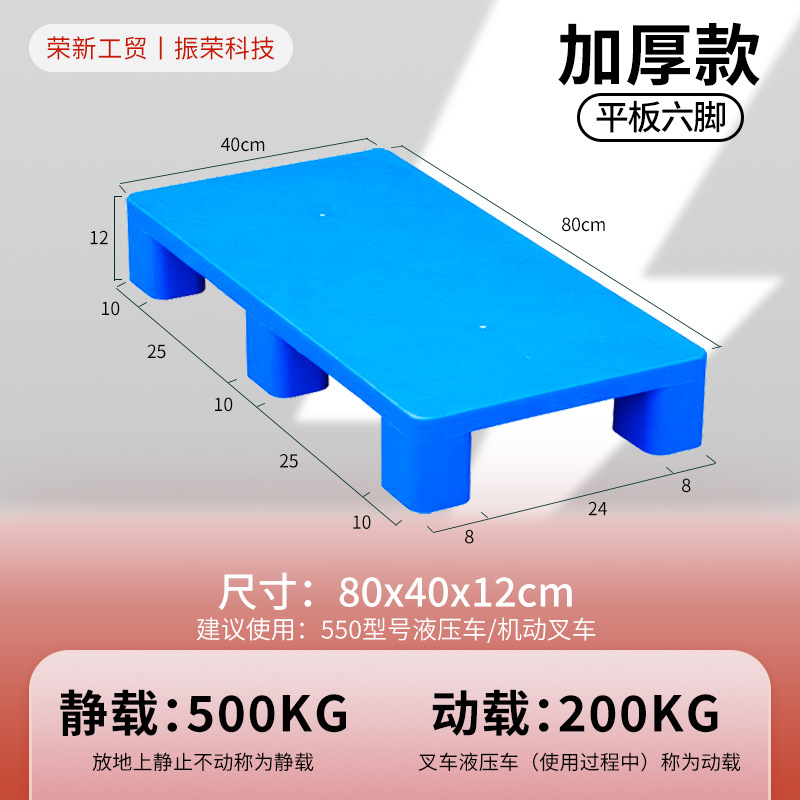 荣新工贸丨振荣科技
加厚款
平板六脚
40cm
80cm
12
10
25
10
25
10
8
24
8
尺寸：80x40x12cm
建议使用：550型号液压车/机动叉车
静载:500KG
放地上静止不动称为静载
动载:200KG
叉车液压车（使用过程中）称为动载